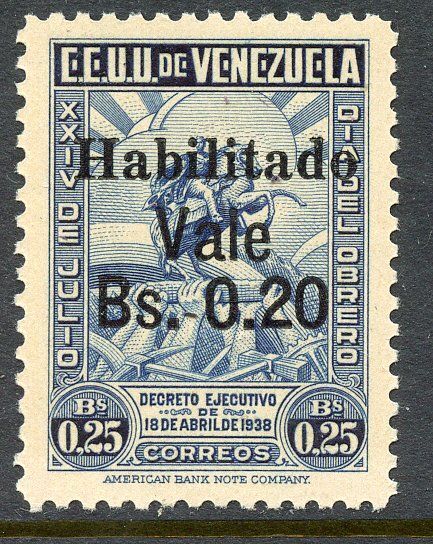 E.E.U.U. DE VENEZUELA
XXIV DE JULIO
DIA DEL OBRERO
Habilitado
Vale
Bs. 0.20
DECRETO EJECUTIVO
DE
18 DE ABRIL DE 1938
Bs 0,25
Bs 0,25
CORREOS
AMERICAN BANK NOTE COMPANY.